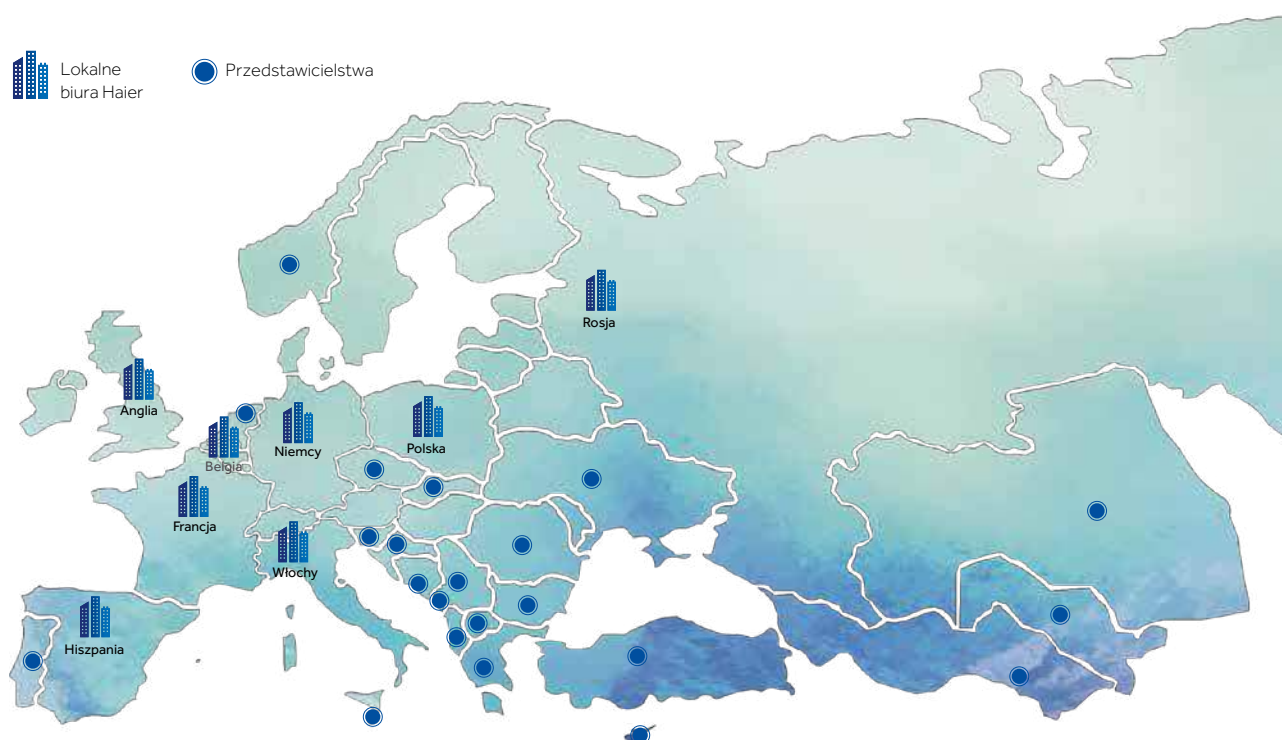 Lokalne
biura Haier
Przedstawicielstwa
Rosja
Anglia
Niemcy
Polska
Belgia
Francja
Włochy
Hiszpania